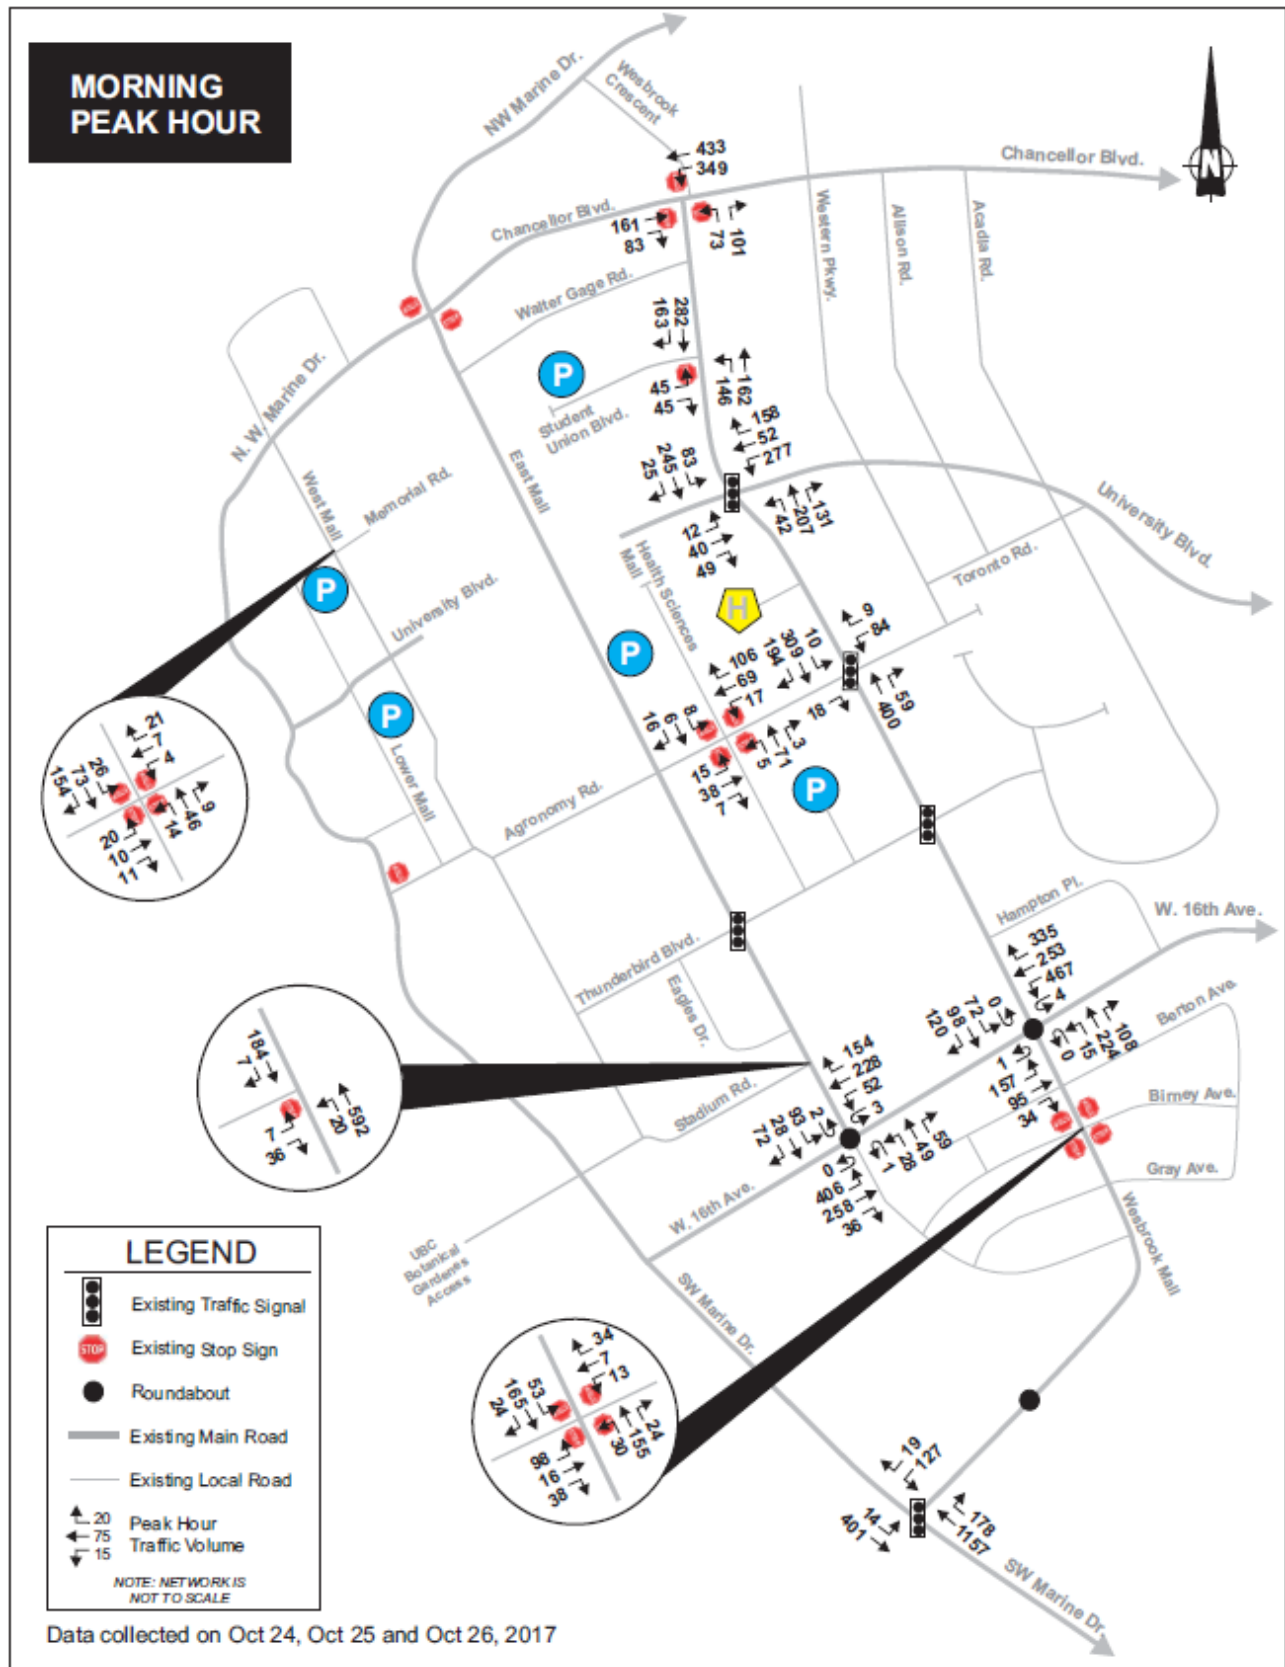 MORNING
PEAK HOUR
NW Marine Dr.
Wesbrook
Crescent
433
349
Chancellor Blvd.
N
Chancellor Blvd.
161
83
73
101
Western Pkwy.
Allison Rd.
Acadia Rd.
Walter Gage Rd.
163
282
P
45
45
146
162
Student
Union Blvd.
N. W. Marine Dr.
158
52
277
25
245
83
East Mall
42
207
131
University Blvd.
West Mall
Memorial Rd.
12
40
49
Health Sciences
Mall
Toronto Rd.
P
H
University Blvd.
P
9
84
106
69
17
194
309
10
400
59
18
P
16
6
8
15
38
7
5
71
3
P
Lower Mall
Agronomy Rd.
21
7
4
154
73
26
20
10
11
14
46
9
STOP
Hampton Pl.
W. 16th Ave.
Thunderbird Blvd.
Eagles Dr.
335
253
467
4
120
98
72
0
Berton Ave.
0
15
224
108
1
157
95
34
Birney Ave.
Gray Ave.
184
7
7
36
20
592
154
228
52
3
72
28
93
2
Stadium Rd.
0
406
258
36
1
28
49
59
W. 16th Ave.
UBC
Botanical
Gardenes
Access
Wesbrook Mall
SW Marine Dr.
34
7
13
24
165
53
98
16
38
30
155
24
19
127
14
401
178
1157
SW Marine Dr.
LEGEND
Existing Traffic Signal
STOP
Existing Stop Sign
Roundabout
Existing Main Road
Existing Local Road
20
75
15
Peak Hour
Traffic Volume
NOTE: NETWORK IS
NOT TO SCALE
Data collected on Oct 24, Oct 25 and Oct 26, 2017